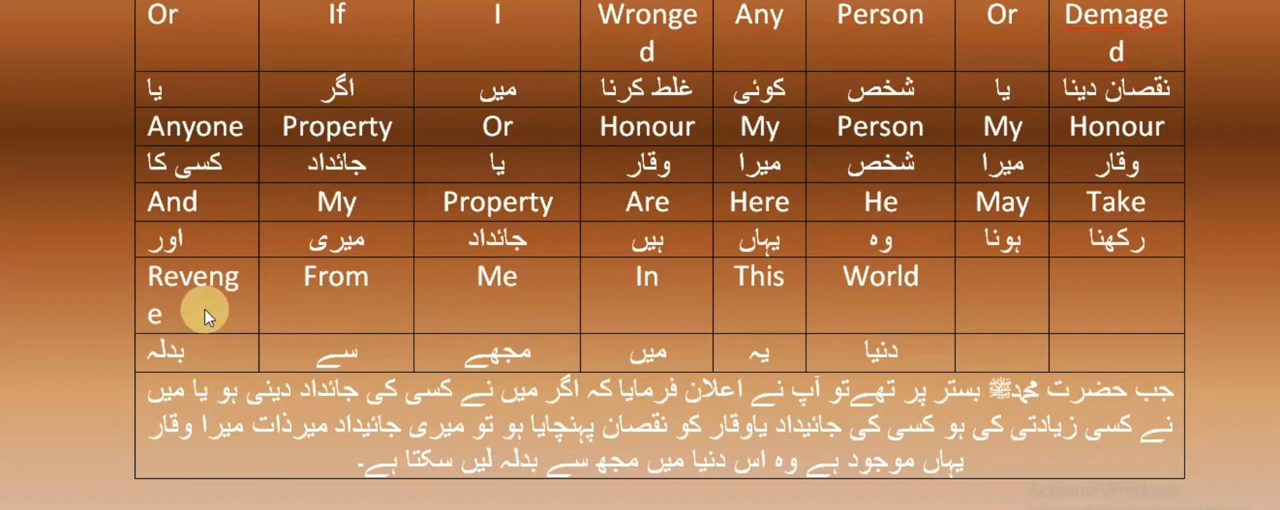 Or If I Wronged Any Person Or Demaged
یا اگر میں غلط کرنا کوئی شخص یا نقصان دینا
Anyone Property Or Honour My Person My Honour
کسی کا جائداد یا وقار میرا شخص میرا وقار
And My Property Are Here He May Take
اور میری جائداد ہیں یہاں وہ ہونا رکھنا
Revenge From Me In This World
بدلہ سے مجھے میں یہ دنیا
جب حضرت محمدﷺ بستر پر تھےتو آپ نے اعلان فرمایا کہ اگر میں نے کسی کی جائداد دینی ہو یا میں
نے کسی زیادتی کی ہو کسی کی جائیداد یاوقار کو نقصان پہنچایا ہو تو میری جائیداد میرذات میرا وقار
یہاں موجود ہے وہ اس دنیا میں مجھ سے بدلہ لیں سکتا ہے۔
Activate Windows